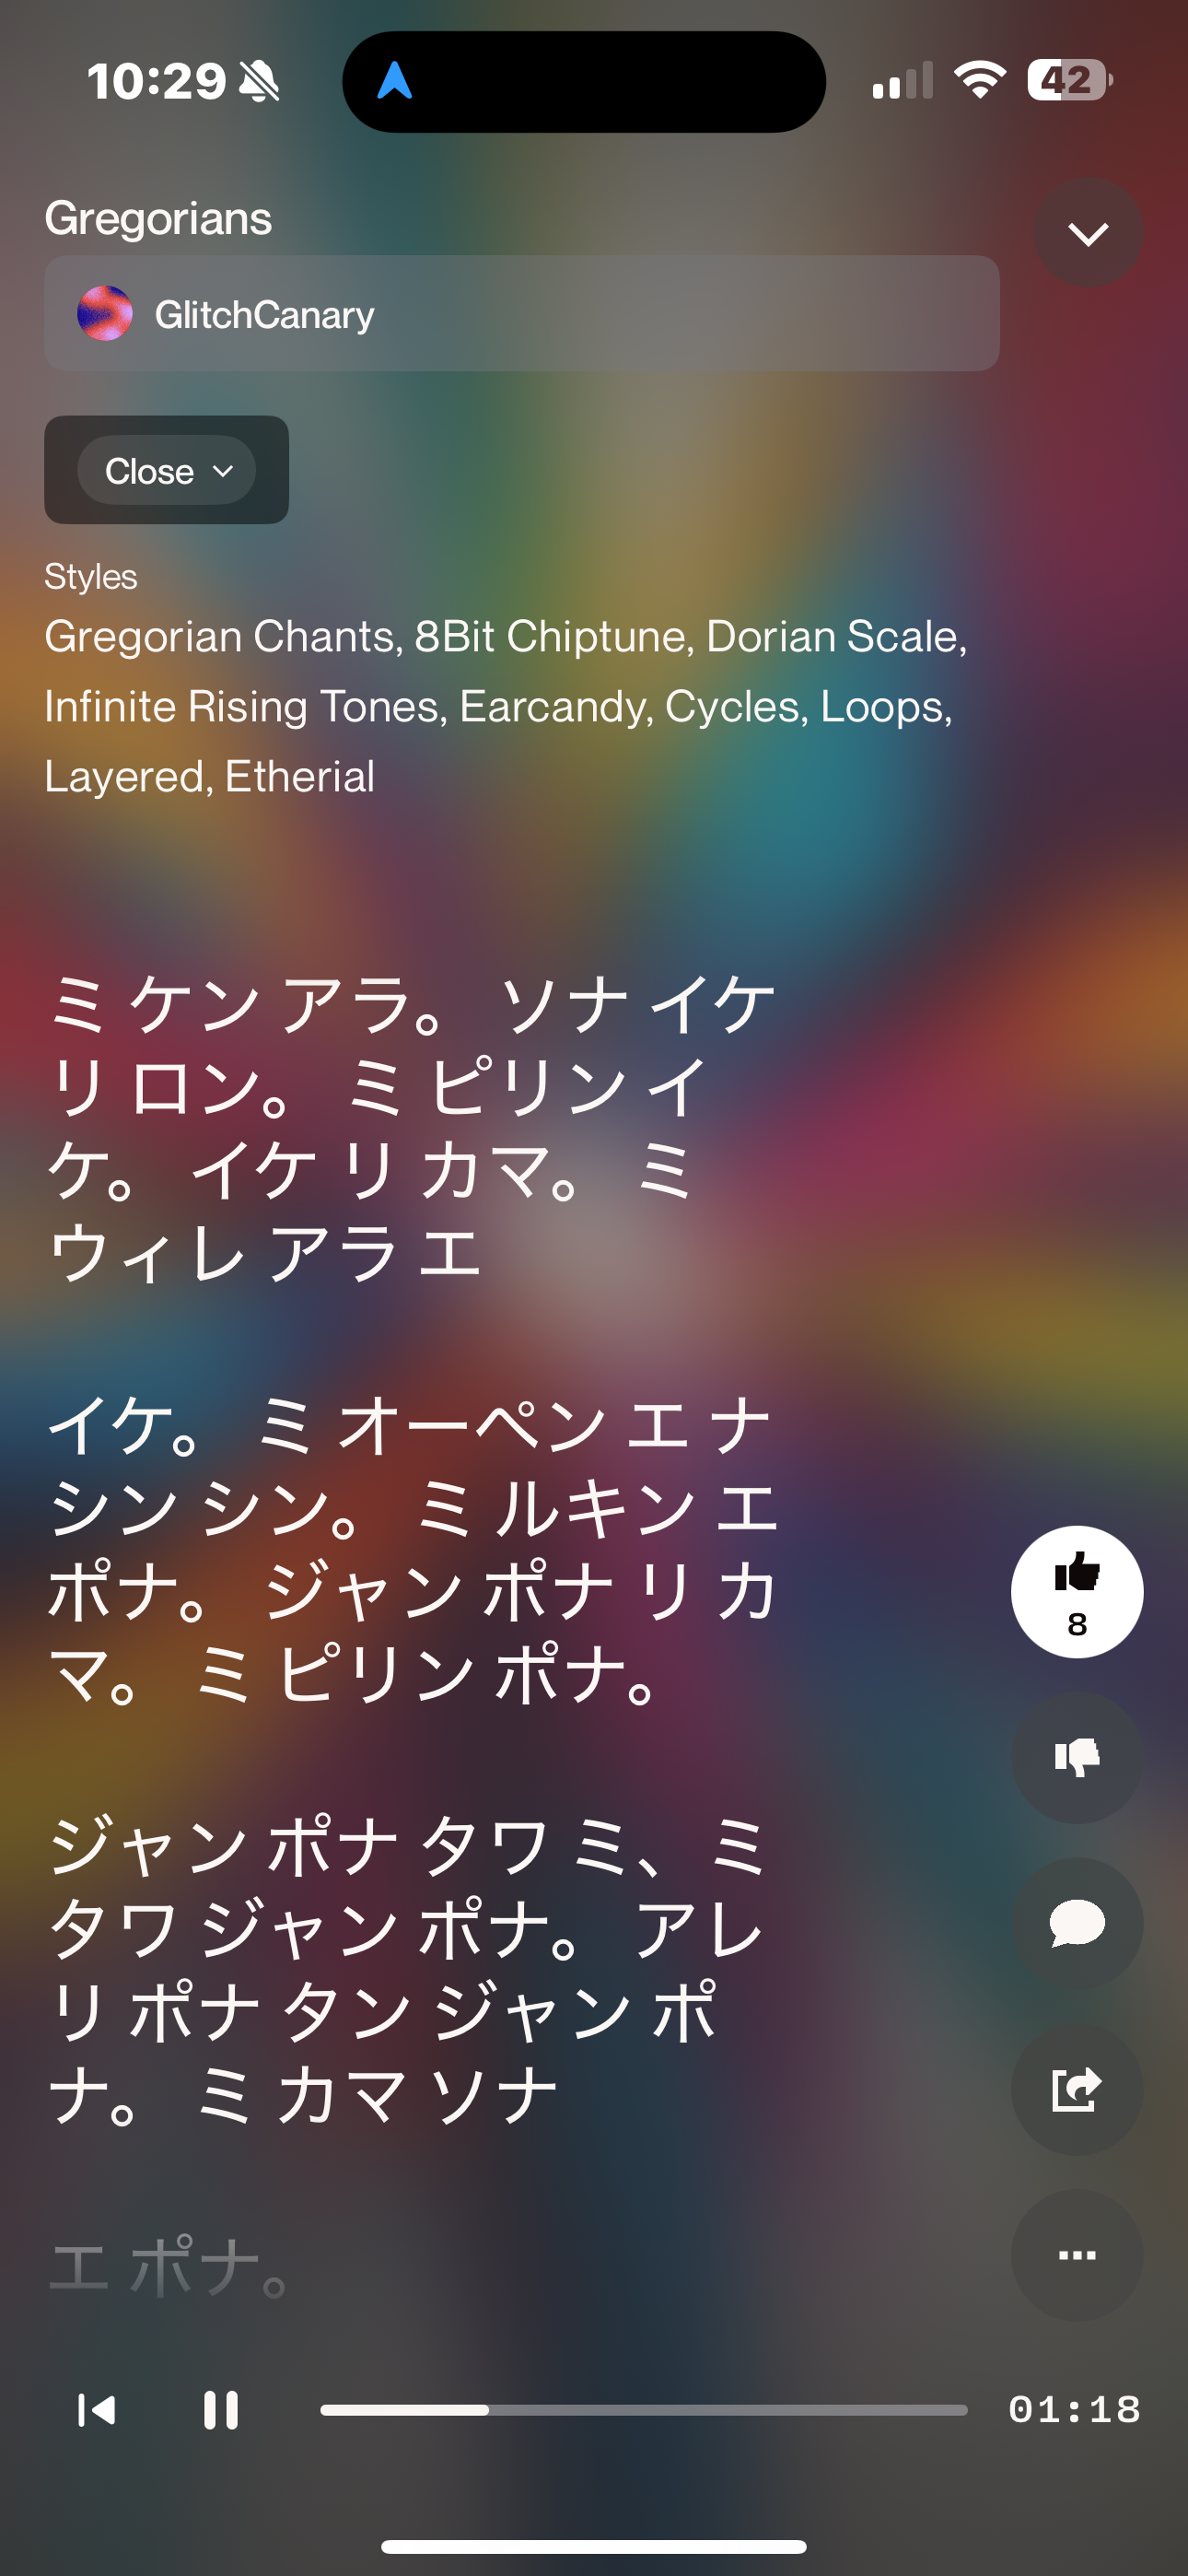 10:29
42
Gregorians
GlitchCanary
Close
Styles
Gregorian Chants, 8Bit Chiptune, Dorian Scale,
Infinite Rising Tones, Earcandy, Cycles, Loops,
Layered, Etherial
ミ ケン アラ。 ソナ イケ
リ ロン。 ミ ピリン イ
ケ。 イケ リ カマ。 ミ
ウィレ アラ エ
イケ。 ミ オーペン エ ナ
シン シン。 ミ ルキン エ
ポナ。 ジャン ポナ リ カ
マ。 ミ ピリン ポナ。
ジャン ポナ タワ ミ、 ミ
タワ ジャン ポナ。 アレ
リ ポナ タン ジャン ポ
ナ。 ミ カマ ソナ
エ ポナ。
8
01:18